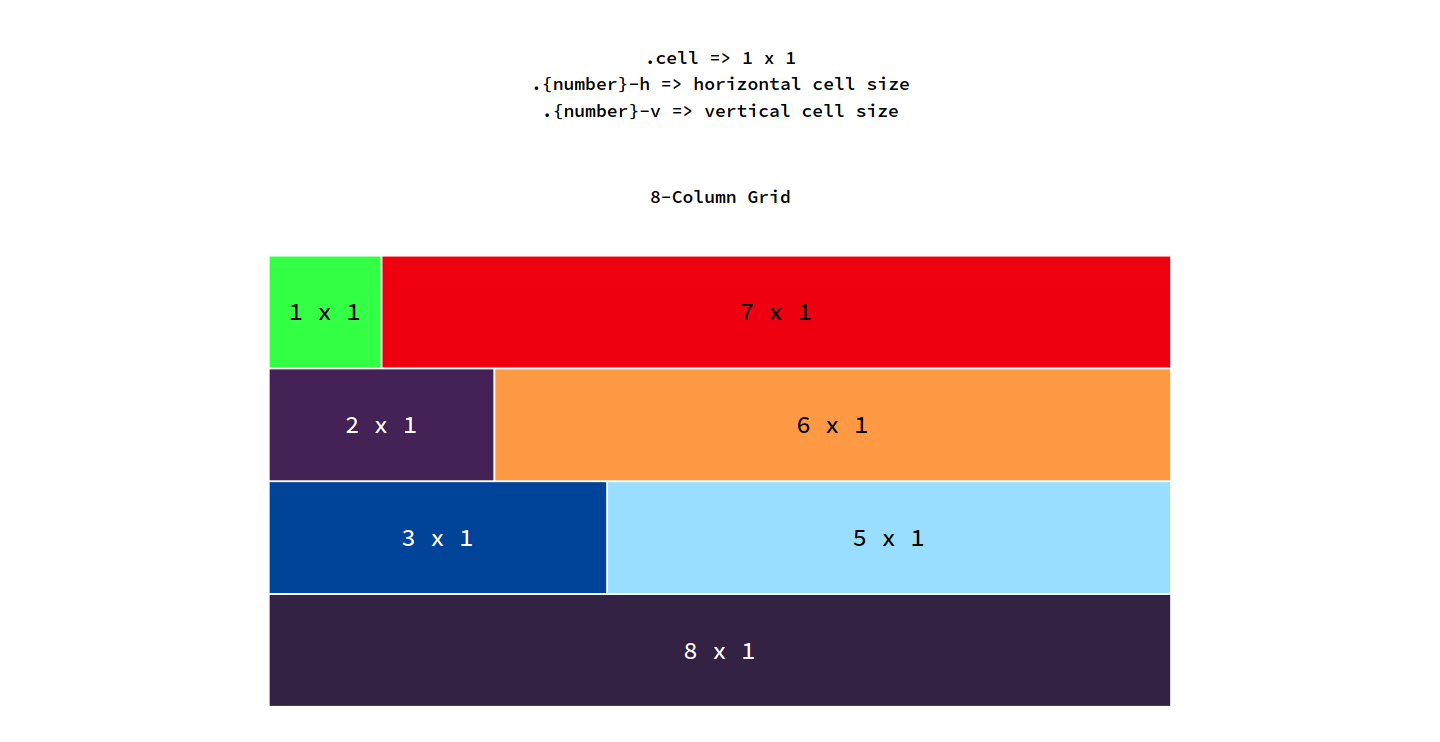 .cell => 1 x 1
.{number}-h => horizontal cell size
.{number}-v => vertical cell size
8-Column Grid
1 x 1
7 x 1
2 x 1
6 x 1
3 x 1
5 x 1
8 x 1